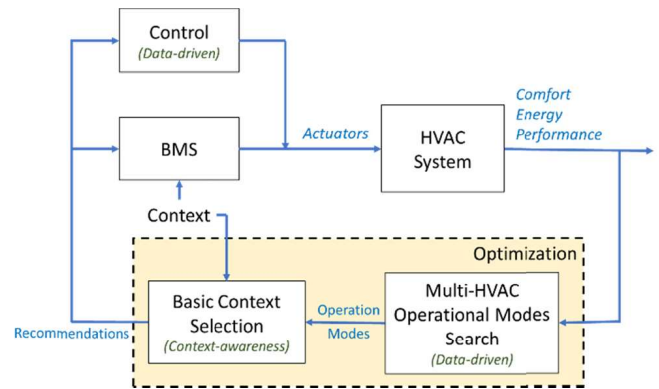 Control
(Data-driven)
Comfort
Energy
Performance
BMS
Actuators
HVAC
System
Context
Optimization
Basic Context
Selection
(Context-awareness)
Operation
Modes
Multi-HVAC
Operational Modes
Search
(Data-driven)
Recommendations